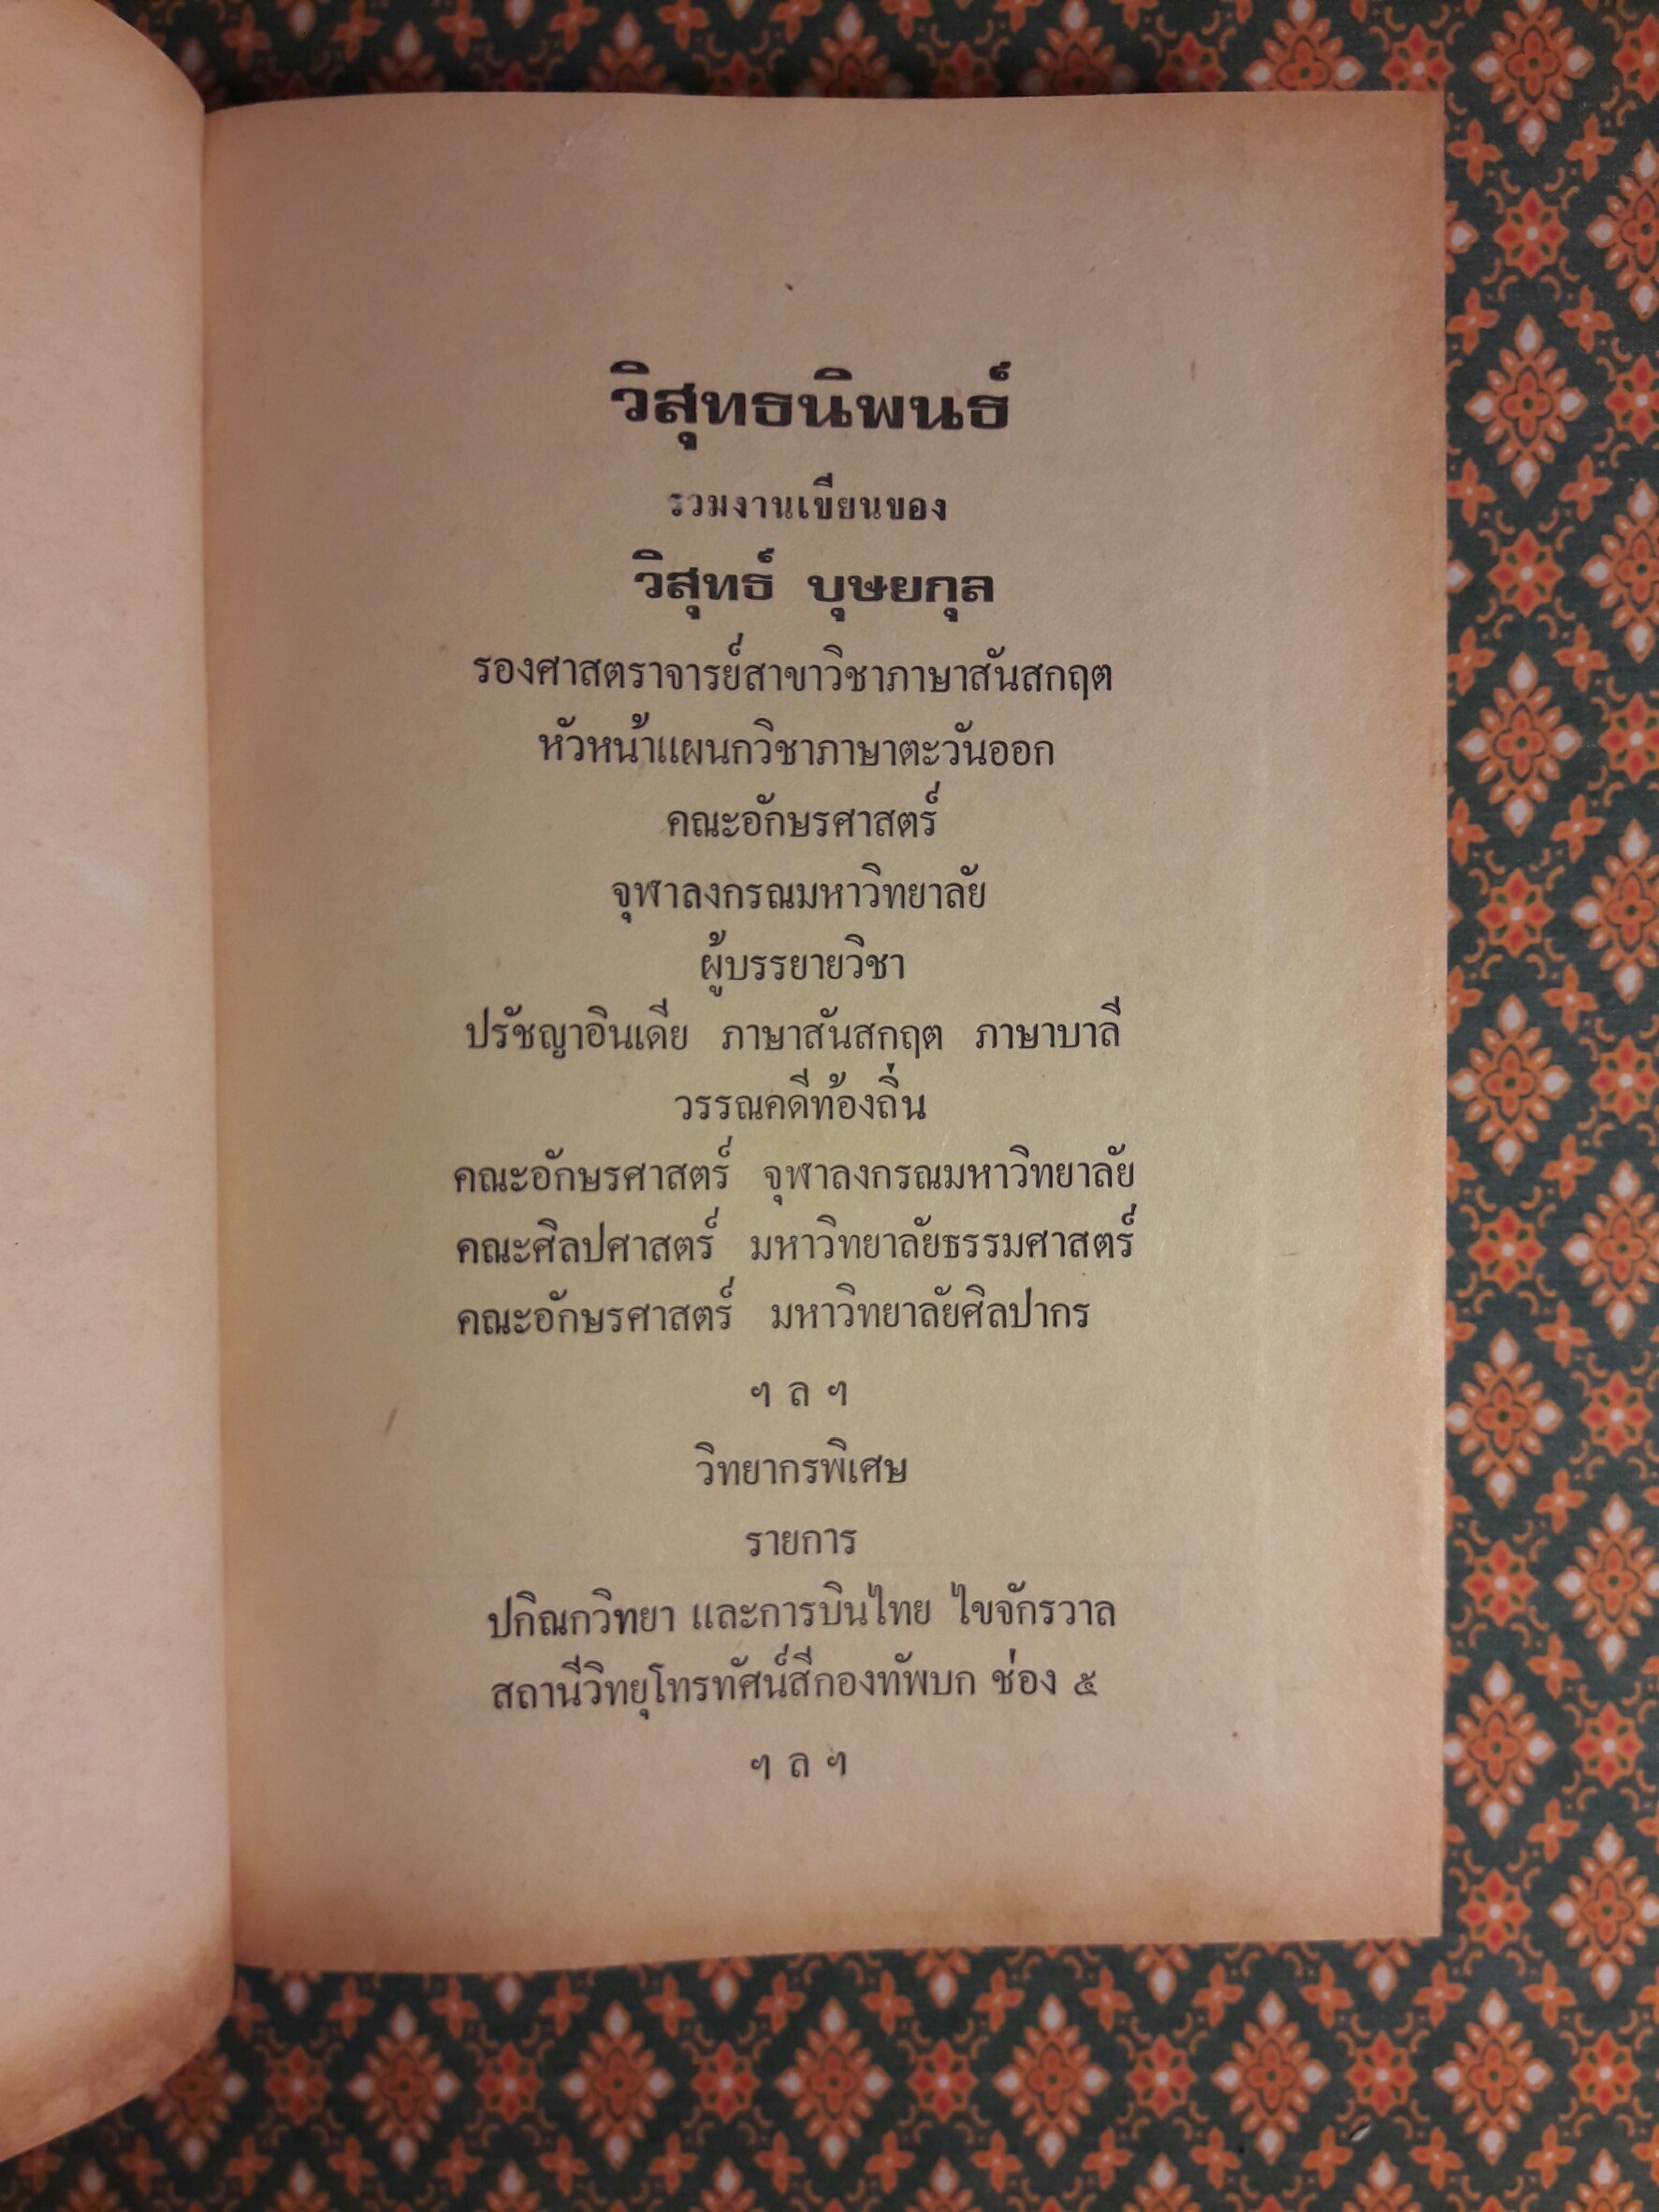 วิสุทธนิพนธ์
รวมงานเขียนของ
วิสุทธ์ บุษยกุล
รองศาสตราจารย์สาขาวิชาภาษาสันสกฤต
หัวหน้าแผนกวิชาภาษาตะวันออก
คณะอักษรศาสตร์
จุฬาลงกรณมหาวิทยาลัย
ผู้บรรยายวิชา
ปรัชญาอินเดีย ภาษาสันสกฤต ภาษาบาลี
วรรณคดีท้องถิ่น
คณะอักษรศาสตร์ จุฬาลงกรณมหาวิทยาลัย
คณะศิลปศาสตร์ มหาวิทยาลัยธรรมศาสตร์
คณะอักษรศาสตร์ มหาวิทยาลัยศิลปากร
ฯ ล ฯ
วิทยากรพิเศษ
รายการ
ปกิณกวิทยา และการบินไทย ไขจักรวาล
สถานีวิทยุโทรทัศน์สีกองทัพบก ช่อง ๕
ฯ ล ฯ